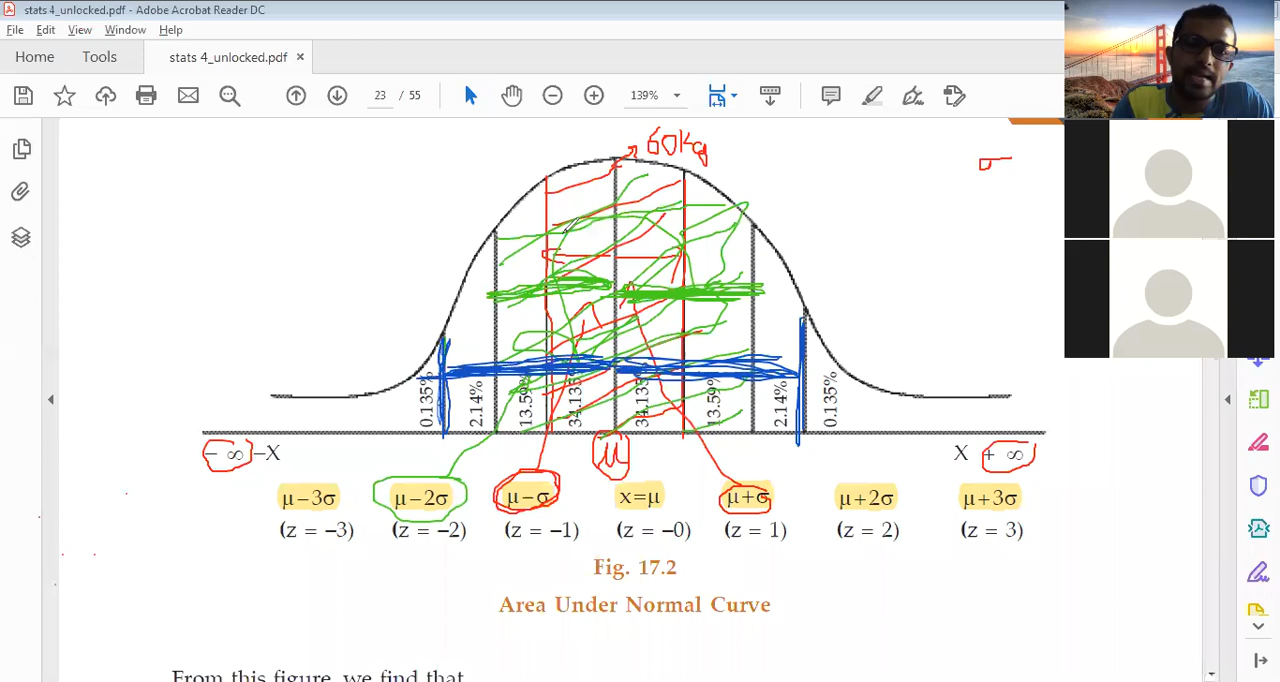 stats 4_unlocked.pdf - Adobe Acrobat Reader DC
File Edit View Window Help
Home Tools stats 4_unlocked.pdf ×
23 / 55 139%
60Kg
σ
0.135% 2.14% 13.59% 34.135% 34.135% 13.59% 2.14% 0.135%
μ
– ∞ –X X + ∞
μ–3σ μ–2σ μ–σ x=μ μ+σ μ+2σ μ+3σ
(z = –3) (z = –2) (z = –1) (z = –0) (z = 1) (z = 2) (z = 3)
Fig. 17.2
Area Under Normal Curve
From this figure, we find that